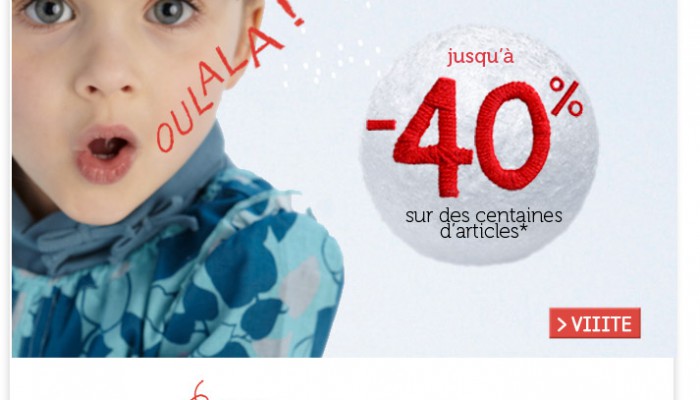 OULALA!
jusqu'à
-40%
sur des centaines
d'articles*
> VIIITE